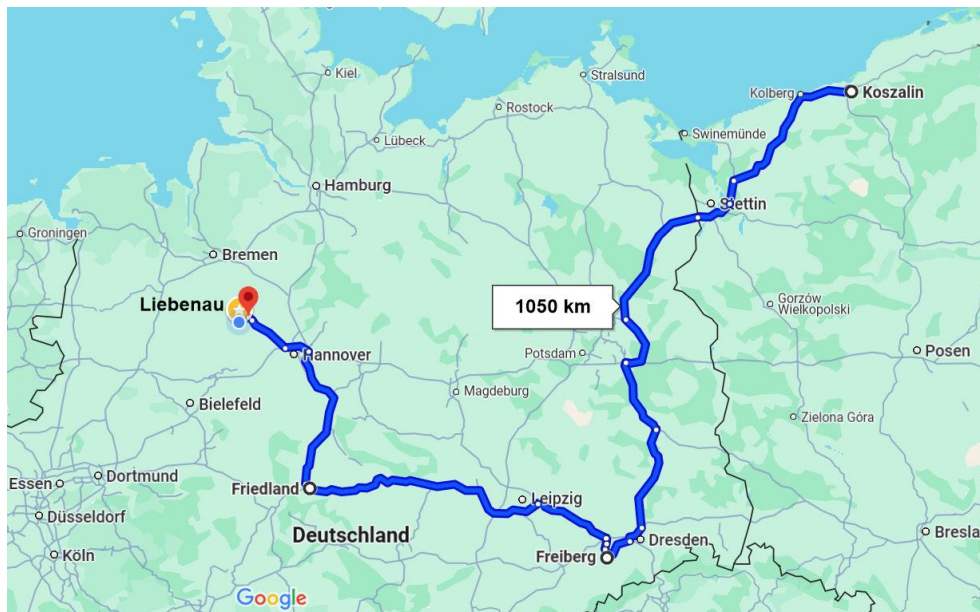 Kiel
Stralsund
Kolberg
Koszalin
Rostock
Swinemünde
Lübeck
Hamburg
Stettin
Groningen
Bremen
Liebenau
1050 km
Gorzów
Wielkopolski
Hannover
Potsdam
Posen
Magdeburg
Bielefeld
Zielona Góra
Essen
Dortmund
Friedland
Leipzig
Düsseldorf
Deutschland
Dresden
Bresla
Köln
Freiberg
Google